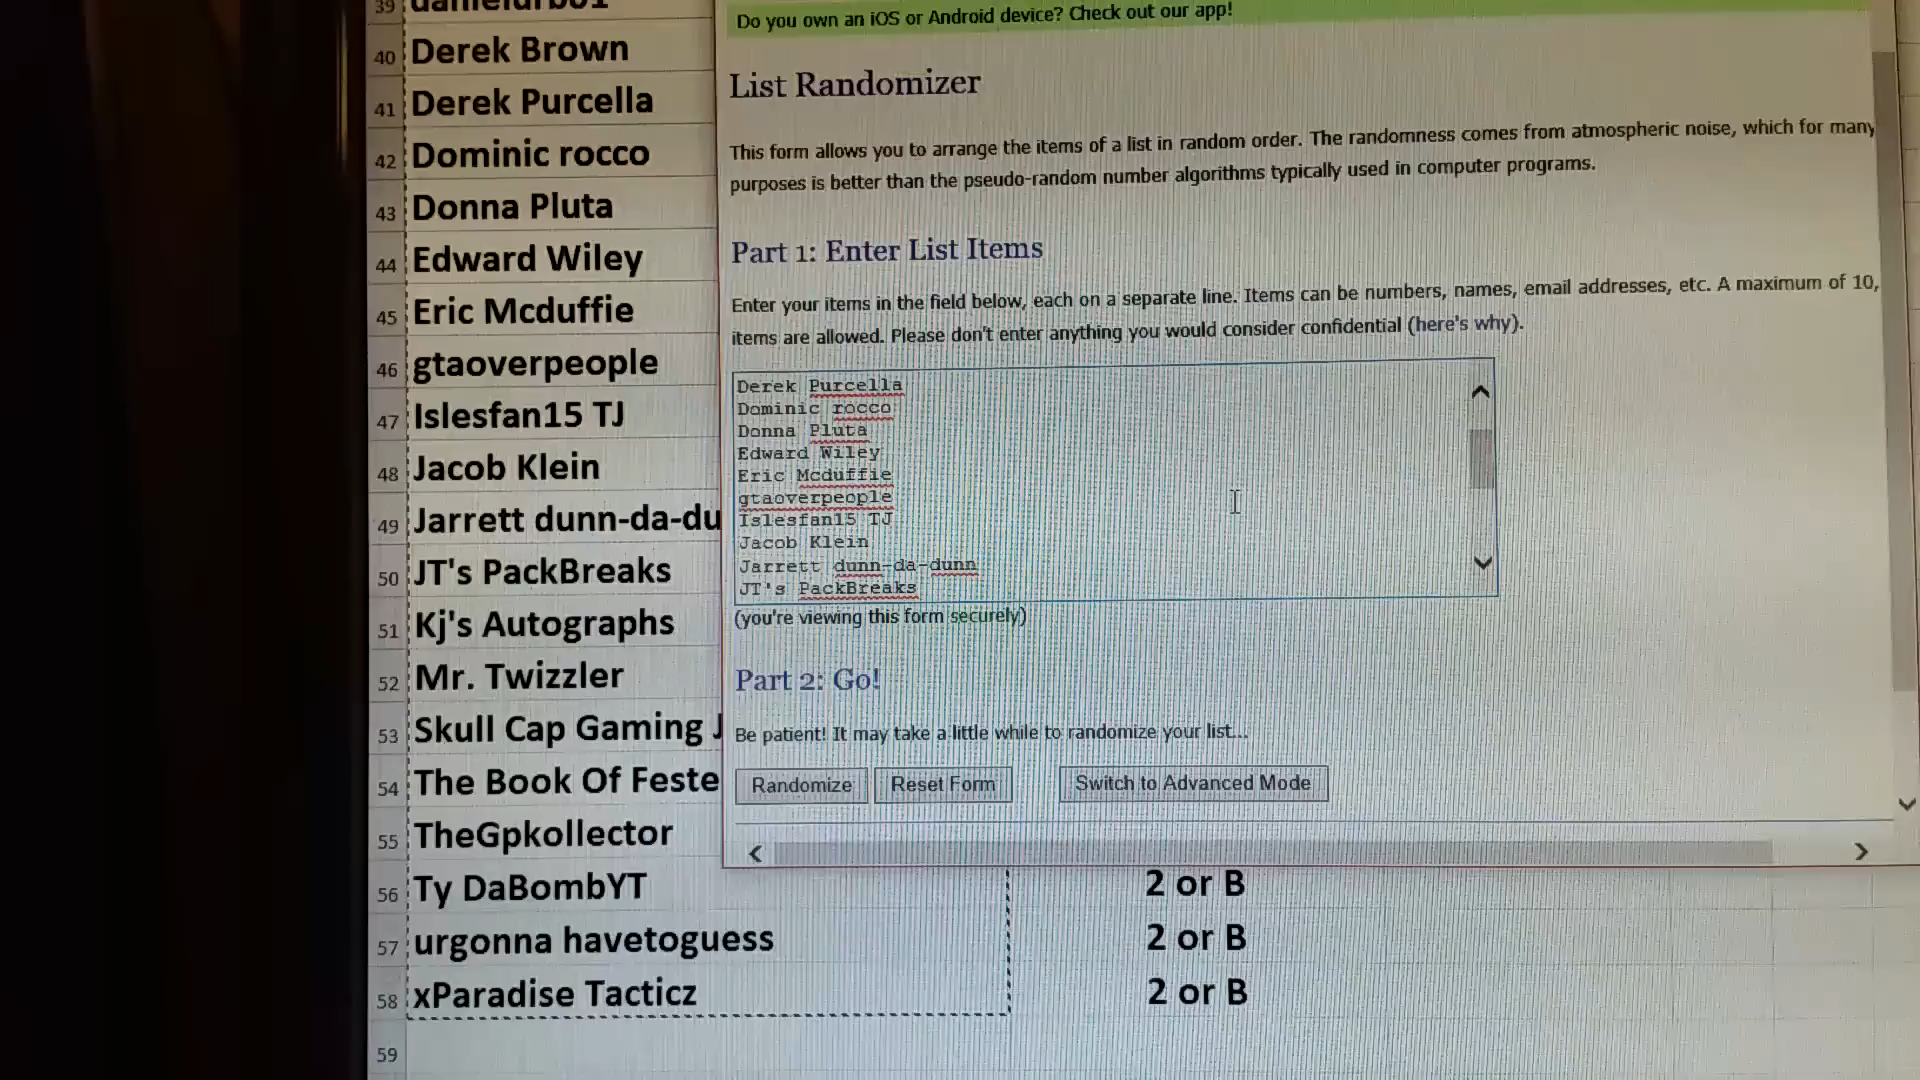 39
40 Derek Brown
41 Derek Purcella
42 Dominic rocco
43 Donna Pluta
44 Edward Wiley
45 Eric Mcduffie
46 gtaoverpeople
47 Islesfan15 TJ
48 Jacob Klein
49 Jarrett dunn-da-du
50 JT's PackBreaks
51 Kj's Autographs
52 Mr. Twizzler
53 Skull Cap Gaming J
54 The Book Of Feste
55 TheGpkollector
56 Ty DaBombYT 2 or B
57 urgonna havetoguess 2 or B
58 xParadise Tacticz 2 or B
59
Do you own an iOS or Android device? Check out our app!
List Randomizer
This form allows you to arrange the items of a list in random order. The randomness comes from atmospheric noise, which for many
purposes is better than the pseudo-random number algorithms typically used in computer programs.
Part 1: Enter List Items
Enter your items in the field below, each on a separate line. Items can be numbers, names, email addresses, etc. A maximum of 10,
items are allowed. Please don't enter anything you would consider confidential (here's why).
Derek Purcella
Dominic rocco
Donna Pluta
Edward Wiley
Eric Mcduffie
gtaoverpeople
Islesfan15 TJ
Jacob Klein
Jarrett dunn-da-dunn
JT's PackBreaks
(you're viewing this form securely)
Part 2: Go!
Be patient! It may take a little while to randomize your list...
Randomize Reset Form Switch to Advanced Mode